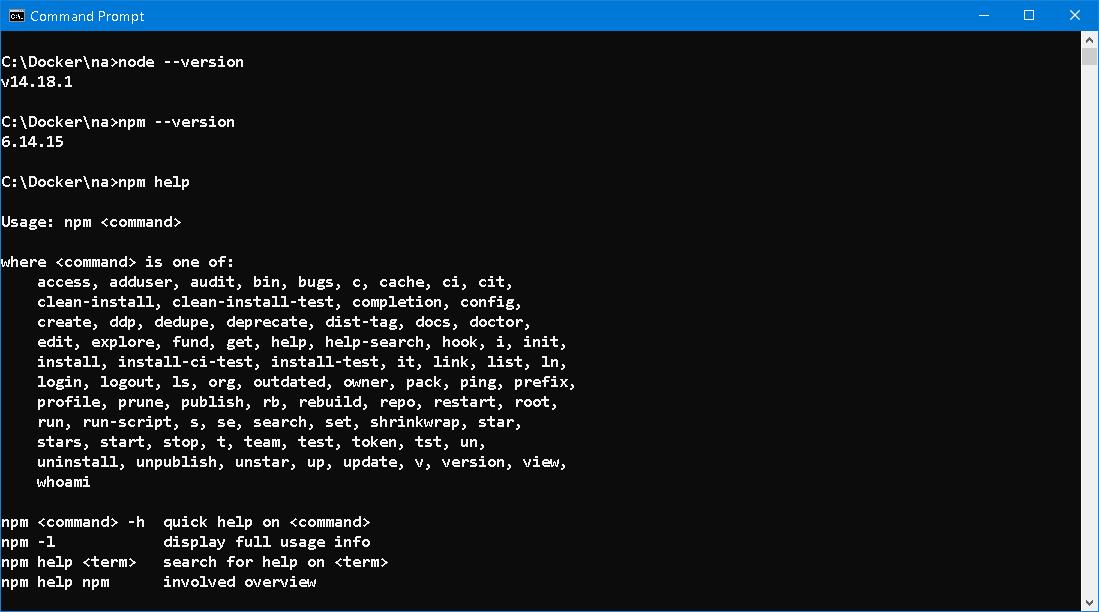 Command Prompt
C:\Docker\na>node --version
v14.18.1
C:\Docker\na>npm --version
6.14.15
C:\Docker\na>npm help
Usage: npm <command>
where <command> is one of:
    access, adduser, audit, bin, bugs, c, cache, ci, cit,
    clean-install, clean-install-test, completion, config,
    create, ddp, dedupe, deprecate, dist-tag, docs, doctor,
    edit, explore, fund, get, help, help-search, hook, i, init,
    install, install-ci-test, install-test, it, link, list, ln,
    login, logout, ls, org, outdated, owner, pack, ping, prefix,
    profile, prune, publish, rb, rebuild, repo, restart, root,
    run, run-script, s, se, search, set, shrinkwrap, star,
    stars, start, stop, t, team, test, token, tst, un,
    uninstall, unpublish, unstar, up, update, v, version, view,
    whoami
npm <command> -h  quick help on <command>
npm -l            display full usage info
npm help <term>   search for help on <term>
npm help npm      involved overview